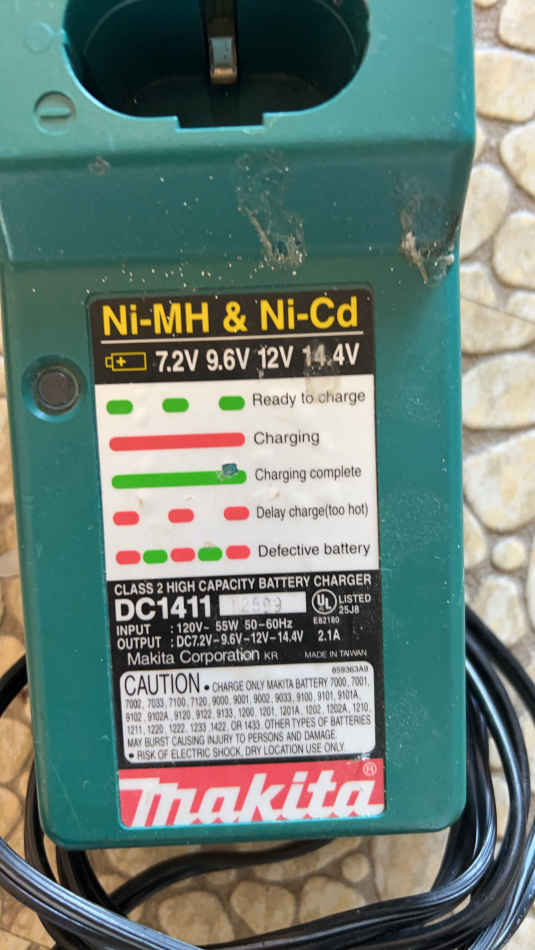 Ni-MH & Ni-Cd
7.2V 9.6V 12V 14.4V
Ready to charge
Charging
Charging complete
Delay charge(too hot)
Defective battery
CLASS 2 HIGH CAPACITY BATTERY CHARGER
DC1411
UL LISTED
25J8
E82180
INPUT : 120V~ 55W 50-60Hz
OUTPUT : DC7.2V-9.6V-12V-14.4V 2.1A
Makita Corporation KR MADE IN TAIWAN
CAUTION • CHARGE ONLY MAKITA BATTERY 7000, 7001,
7002, 7033, 7100, 7120, 9000, 9001, 9002, 9033, 9100, 9101, 9101A,
9102, 9102A, 9120, 9122, 9133, 1200, 1201, 1201A, 1202, 1202A, 1210,
1211, 1220, 1222, 1233, 1422, OR 1433. OTHER TYPES OF BATTERIES
MAY BURST CAUSING INJURY TO PERSONS AND DAMAGE.
• RISK OF ELECTRIC SHOCK, DRY LOCATION USE ONLY.
makita®